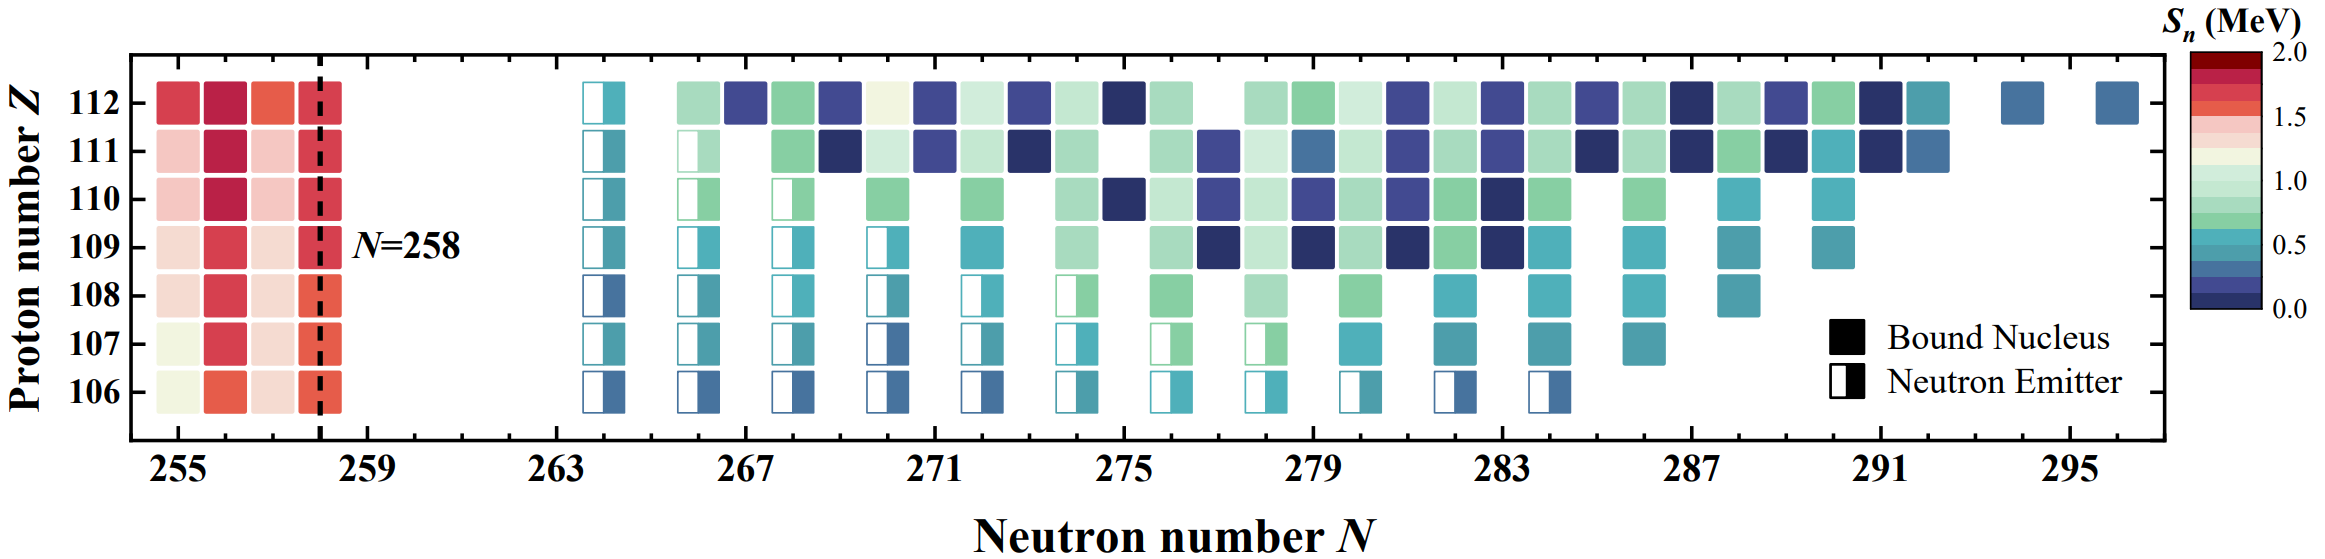 Sn (MeV)
2.0
1.5
1.0
0.5
0.0
Proton number Z
112
111
110
109
108
107
106
N=258
Bound Nucleus
Neutron Emitter
255 259 263 267 271 275 279 283 287 291 295
Neutron number N